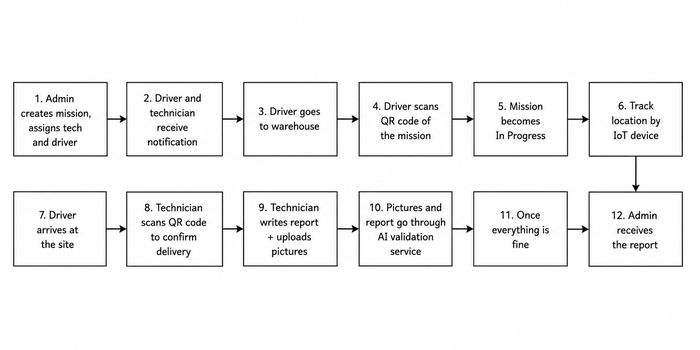 1. Admin
creates mission,
assigns tech
and driver
2. Driver and
technician
receive
notification
3. Driver goes
to warehouse
4. Driver scans
QR code of
the mission
5. Mission
becomes
In Progress
6. Track
location by
IoT device
7. Driver
arrives at
the site
8. Technician
scans QR code
to confirm
delivery
9. Technician
writes report
+ uploads
pictures
10. Pictures and
report go through
AI validation
service
11. Once
everything is
fine
12. Admin
receives
the report